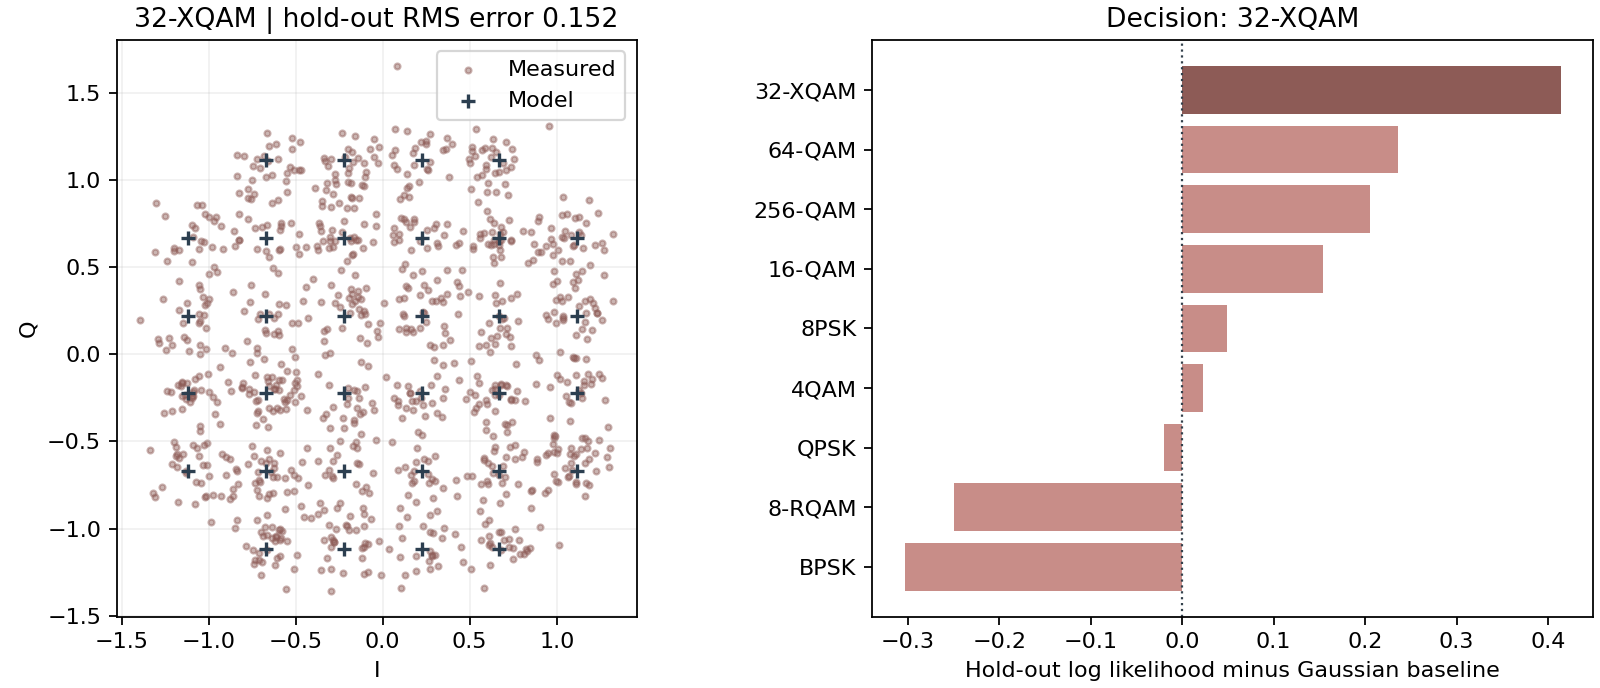 32-XQAM | hold-out RMS error 0.152
Measured
Model
1.5
1.0
0.5
0.0
−0.5
−1.0
−1.5
Q
−1.5 −1.0 −0.5 0.0 0.5 1.0
I
Decision: 32-XQAM
32-XQAM
64-QAM
256-QAM
16-QAM
8PSK
4QAM
QPSK
8-RQAM
BPSK
−0.3 −0.2 −0.1 0.0 0.1 0.2 0.3 0.4
Hold-out log likelihood minus Gaussian baseline